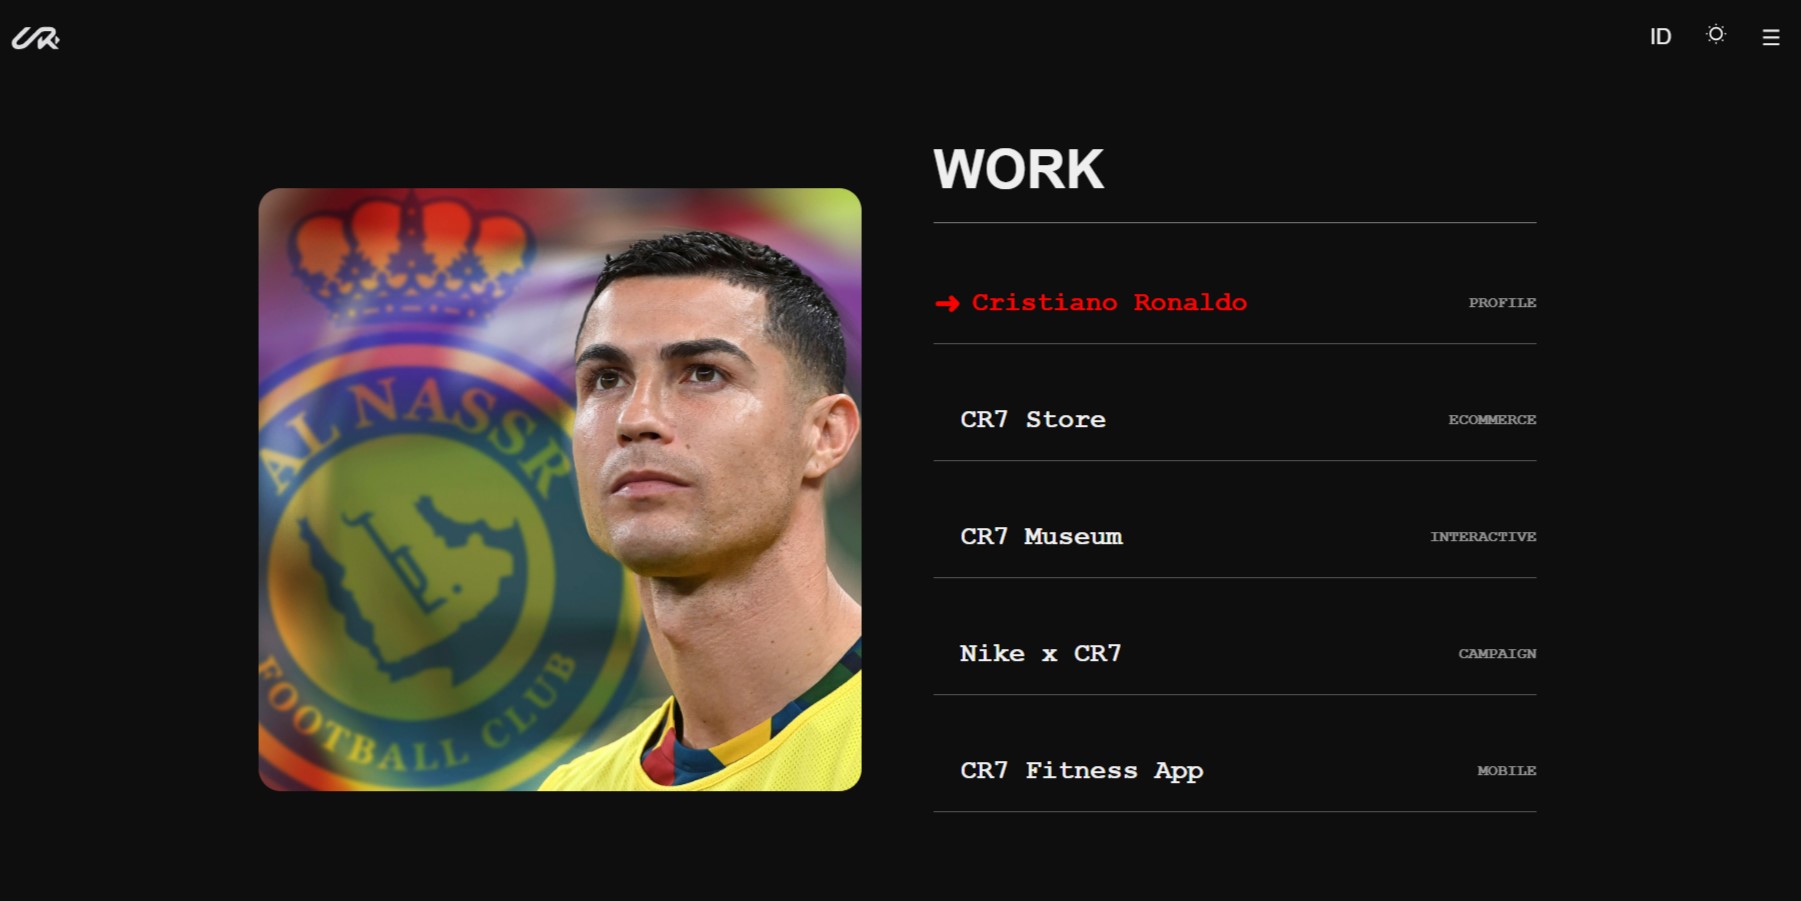 ID
WORK
→ Cristiano Ronaldo PROFILE
CR7 Store ECOMMERCE
CR7 Museum INTERACTIVE
Nike x CR7 CAMPAIGN
CR7 Fitness App MOBILE
AL NASSR
FOOTBALL CLUB